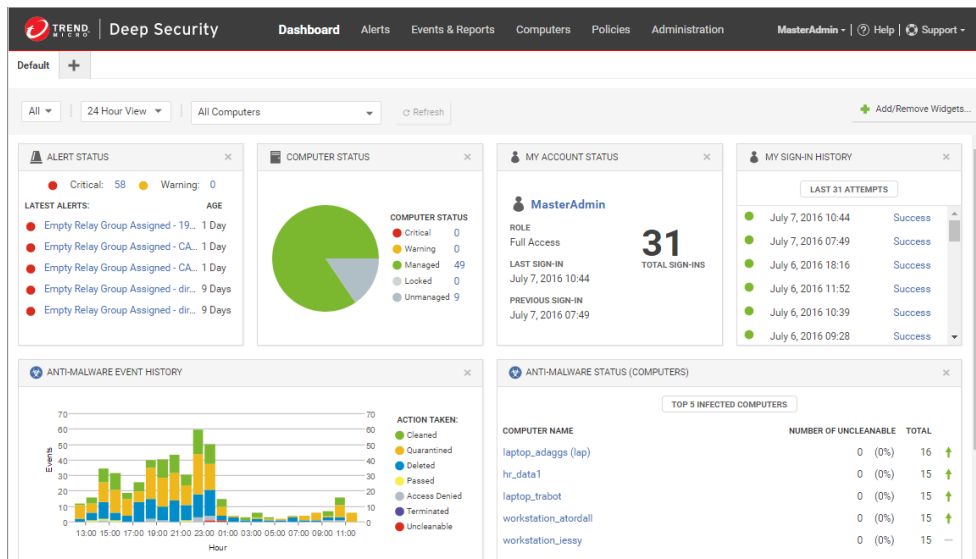 TREND MICRO Deep Security Dashboard Alerts Events & Reports Computers Policies Administration MasterAdmin Help Support
Default
All 24 Hour View All Computers Refresh Add/Remove Widgets...
ALERT STATUS
Critical: 58 Warning: 0
LATEST ALERTS: AGE
Empty Relay Group Assigned - 19... 1 Day
Empty Relay Group Assigned - CA... 1 Day
Empty Relay Group Assigned - CA... 1 Day
Empty Relay Group Assigned - dir... 9 Days
Empty Relay Group Assigned - dir... 9 Days
COMPUTER STATUS
COMPUTER STATUS
Critical 0
Warning 0
Managed 49
Locked 0
Unmanaged 9
MY ACCOUNT STATUS
MasterAdmin
ROLE
Full Access
LAST SIGN-IN
July 7, 2016 10:44
PREVIOUS SIGN-IN
July 7, 2016 07:49
31
TOTAL SIGN-INS
MY SIGN-IN HISTORY
LAST 31 ATTEMPTS
July 7, 2016 10:44 Success
July 7, 2016 07:49 Success
July 6, 2016 18:16 Success
July 6, 2016 11:52 Success
July 6, 2016 10:39 Success
July 6, 2016 09:28 Success
ANTI-MALWARE EVENT HISTORY
70 70
60 60
50 50
40 40
30 30
20 20
10 10
0 0
Events
13:00 15:00 17:00 19:00 21:00 23:00 01:00 03:00 05:00 07:00 09:00 11:00
Hour
ACTION TAKEN:
Cleaned
Quarantined
Deleted
Passed
Access Denied
Terminated
Uncleanable
ANTI-MALWARE STATUS (COMPUTERS)
TOP 5 INFECTED COMPUTERS
COMPUTER NAME NUMBER OF UNCLEANABLE TOTAL
laptop_adaggs (lap) 0 (0%) 16
hr_data1 0 (0%) 15
laptop_trabot 0 (0%) 15
workstation_atordall 0 (0%) 15
workstation_jessy 0 (0%) 15